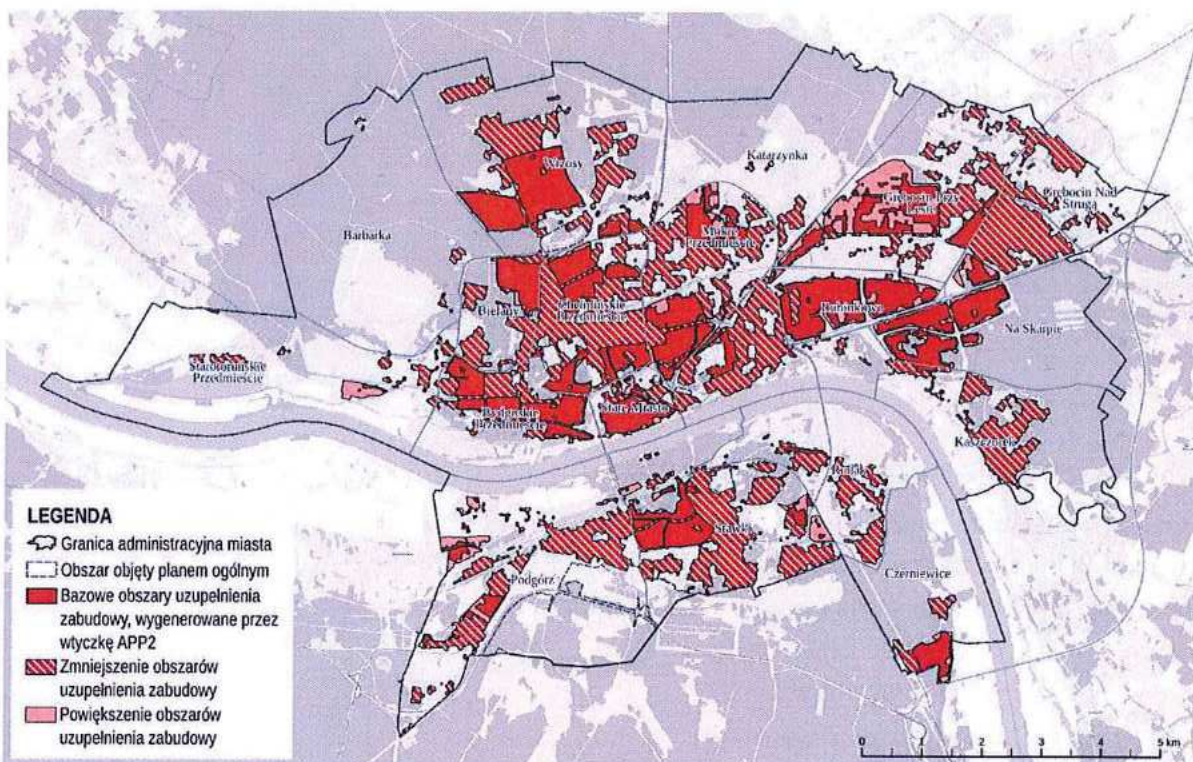 Wrzosy
Katarzynka
Grębocin Przy
Lesie
Grębocin Nad
Strugą
Barbarka
Mokre
Przedmieście
Bielany
Chełmińskie
Przedmieście
Rubinkowo
Na Skarpie
Starotoruńskie
Przedmieście
Bydgoskie
Przedmieście
Stare Miasto
Kaszczorek
Rudak
Stawki
Podgórz
Czerniewice
LEGENDA
Granica administracyjna miasta
Obszar objęty planem ogólnym
Bazowe obszary uzupełnienia
zabudowy, wygenerowane przez
wtyczkę APP2
Zmniejszenie obszarów
uzupełnienia zabudowy
Powiększenie obszarów
uzupełnienia zabudowy
0 1 2 3 4 5 km